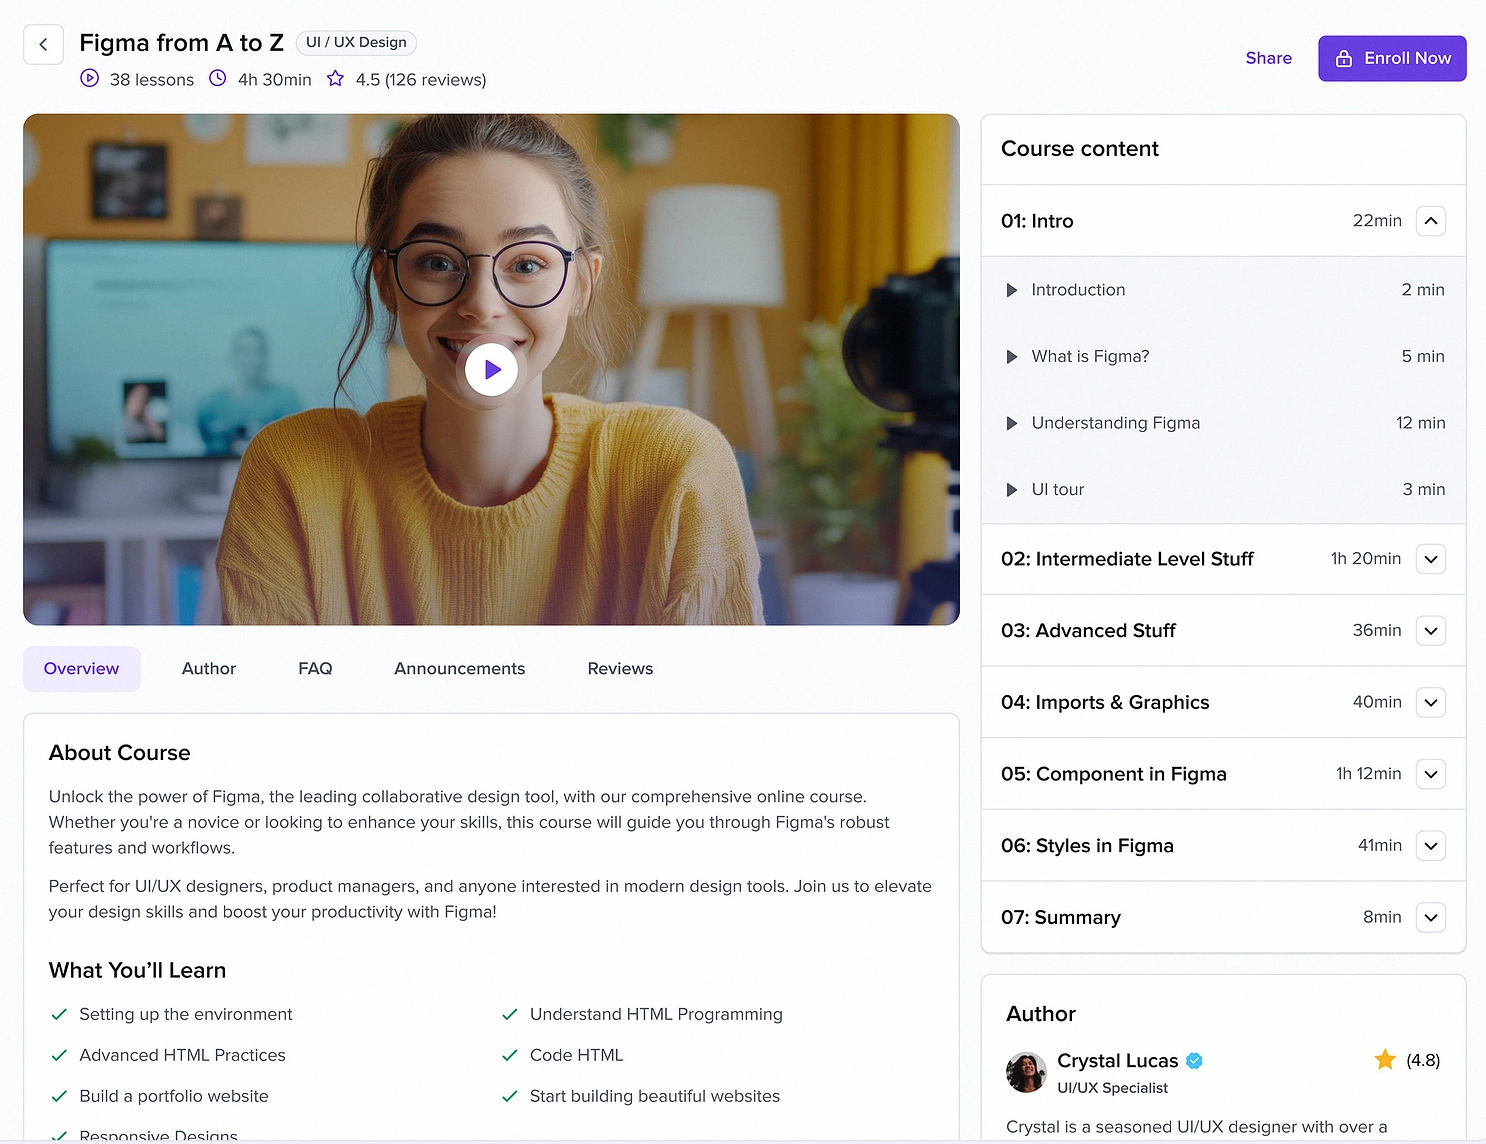 Figma from A to Z
UI / UX Design
38 lessons
4h 30min
4.5 (126 reviews)
Share
Enroll Now
Course content
01: Intro
22min
Introduction
2 min
What is Figma?
5 min
Understanding Figma
12 min
UI tour
3 min
02: Intermediate Level Stuff
1h 20min
03: Advanced Stuff
36min
04: Imports & Graphics
40min
05: Component in Figma
1h 12min
06: Styles in Figma
41min
07: Summary
8min
Overview
Author
FAQ
Announcements
Reviews
About Course
Unlock the power of Figma, the leading collaborative design tool, with our comprehensive online course.
Whether you're a novice or looking to enhance your skills, this course will guide you through Figma's robust
features and workflows.
Perfect for UI/UX designers, product managers, and anyone interested in modern design tools. Join us to elevate
your design skills and boost your productivity with Figma!
What You’ll Learn
Setting up the environment
Understand HTML Programming
Advanced HTML Practices
Code HTML
Build a portfolio website
Start building beautiful websites
Responsive Designs
Author
Crystal Lucas
(4.8)
UI/UX Specialist
Crystal is a seasoned UI/UX designer with over a